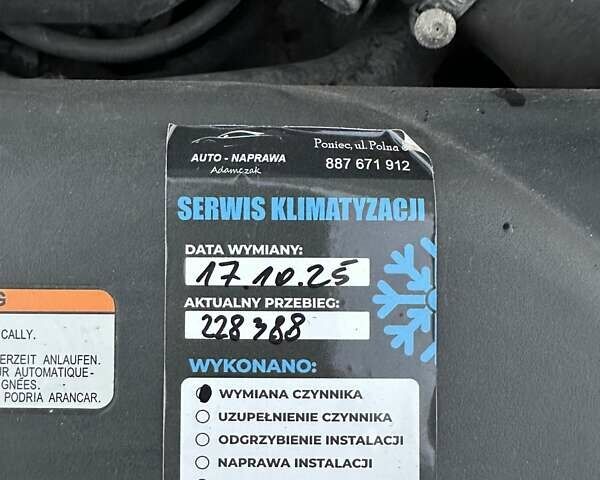 AUTO - NAPRAWA
Adamczak
Poniec, ul. Polna
887 671 912
SERWIS KLIMATYZACJI
DATA WYMIANY:
17.10.25
AKTUALNY PRZEBIEG:
228388
WYKONANO:
WYMIANA CZYNNIKA
UZUPEŁNIENIE CZYNNIKA
ODGRZYBIENIE INSTALACJI
NAPRAWA INSTALACJI
G
CALLY.
ERZEIT ANLAUFEN.
UR AUTOMATIQUE-
GNÉES.
PODRIA ARANCAR.